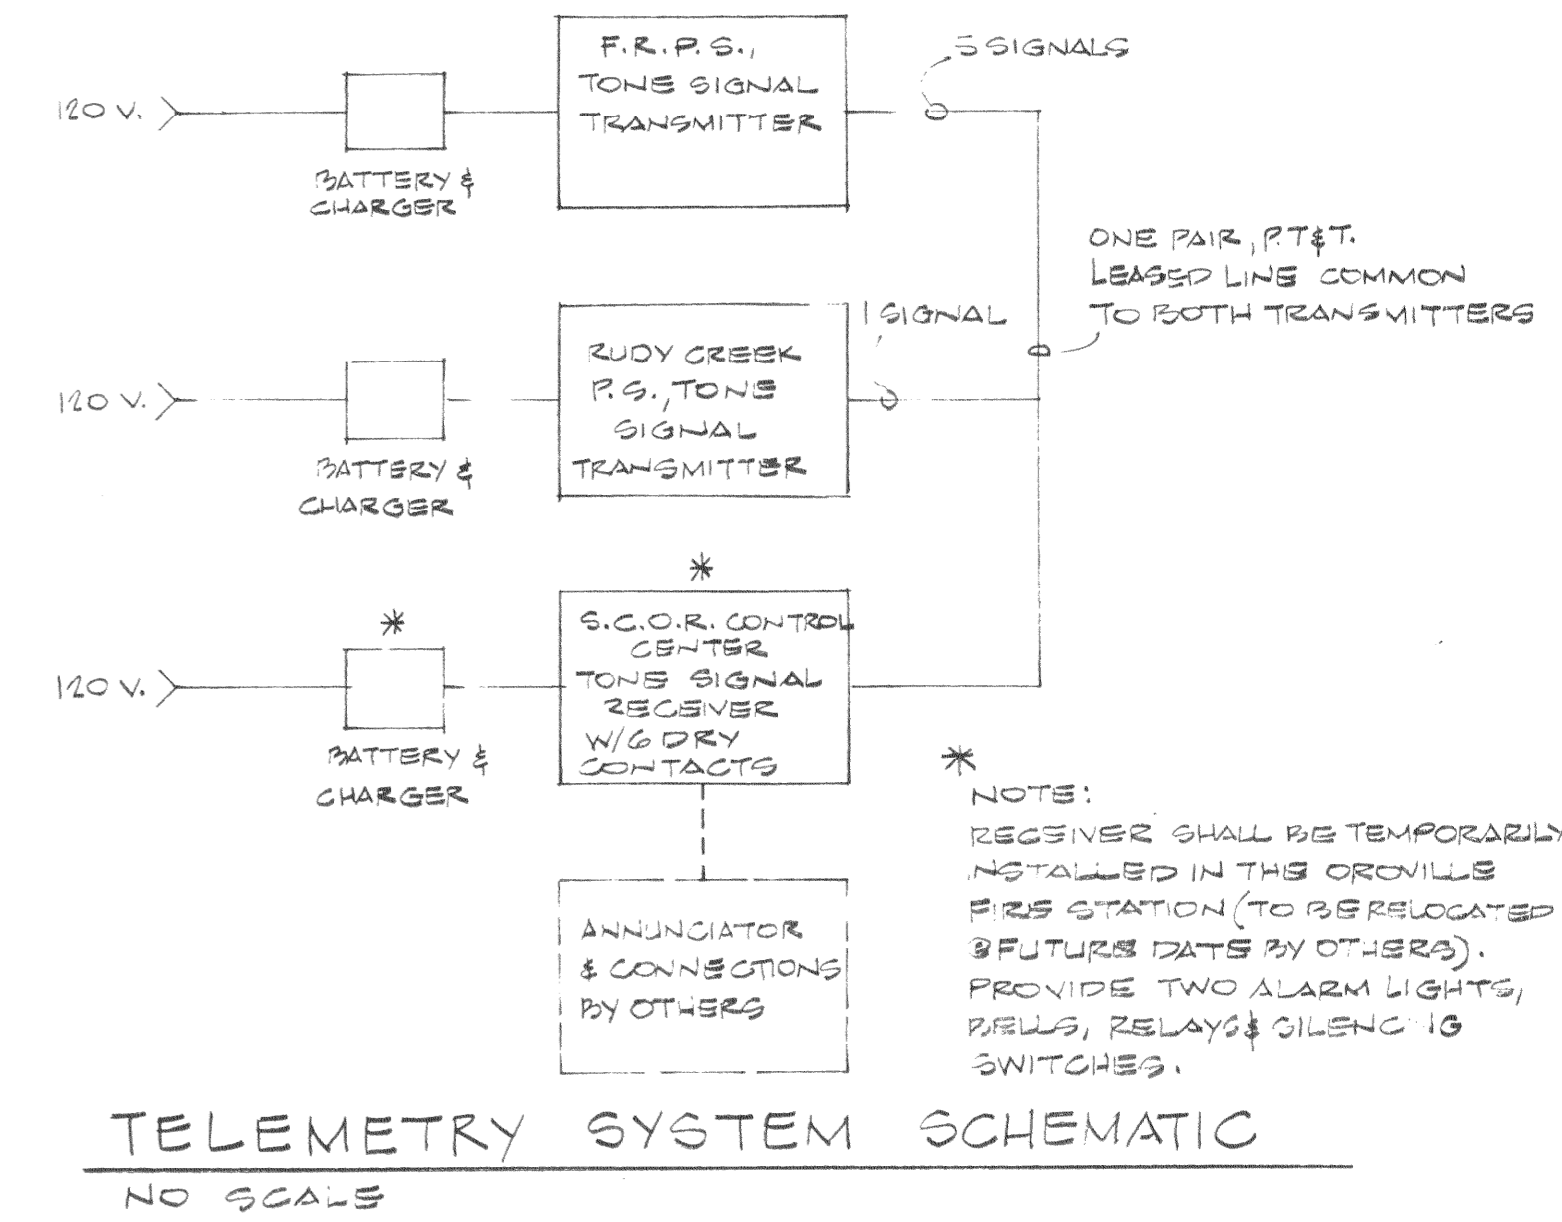 F.R.P.S.,
TONE SIGNAL
TRANSMITTER
5 SIGNALS
120 V.
BATTERY &
CHARGER
ONE PAIR, P.T&T.
LEASED LINE COMMON
TO BOTH TRANSMITTERS
RUDY CREEK
P.S., TONE
SIGNAL
TRANSMITTER
1 SIGNAL
120 V.
BATTERY &
CHARGER
*
*
S.C.O.R. CONTROL
CENTER
TONE SIGNAL
RECEIVER
W/6 DRY
CONTACTS
120 V.
BATTERY &
CHARGER
ANNUNCIATOR
& CONNECTIONS
BY OTHERS
*
NOTE:
RECEIVER SHALL BE TEMPORARILY
INSTALLED IN THE OROVILLE
FIRE STATION (TO BE RELOCATED
@ FUTURE DATE BY OTHERS).
PROVIDE TWO ALARM LIGHTS,
BELLS, RELAYS & SILENCING
SWITCHES.
TELEMETRY SYSTEM SCHEMATIC
NO SCALE